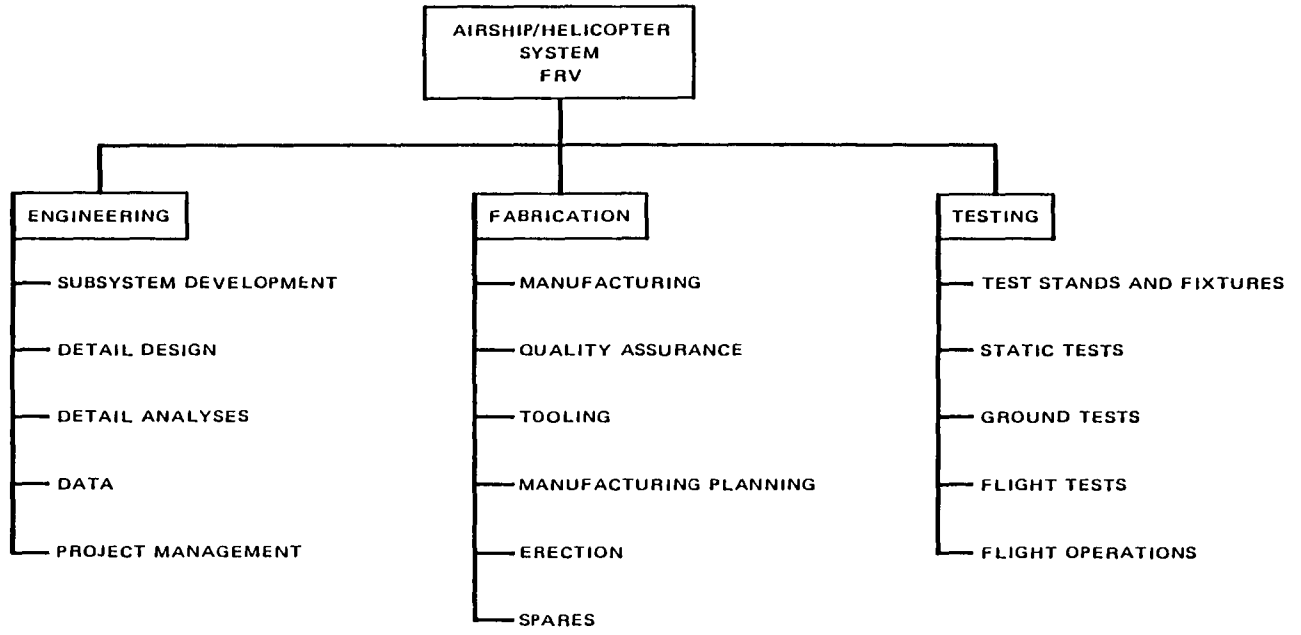 AIRSHIP/HELICOPTER
SYSTEM
FRV
ENGINEERING
SUBSYSTEM DEVELOPMENT
DETAIL DESIGN
DETAIL ANALYSES
DATA
PROJECT MANAGEMENT
FABRICATION
MANUFACTURING
QUALITY ASSURANCE
TOOLING
MANUFACTURING PLANNING
ERECTION
SPARES
TESTING
TEST STANDS AND FIXTURES
STATIC TESTS
GROUND TESTS
FLIGHT TESTS
FLIGHT OPERATIONS